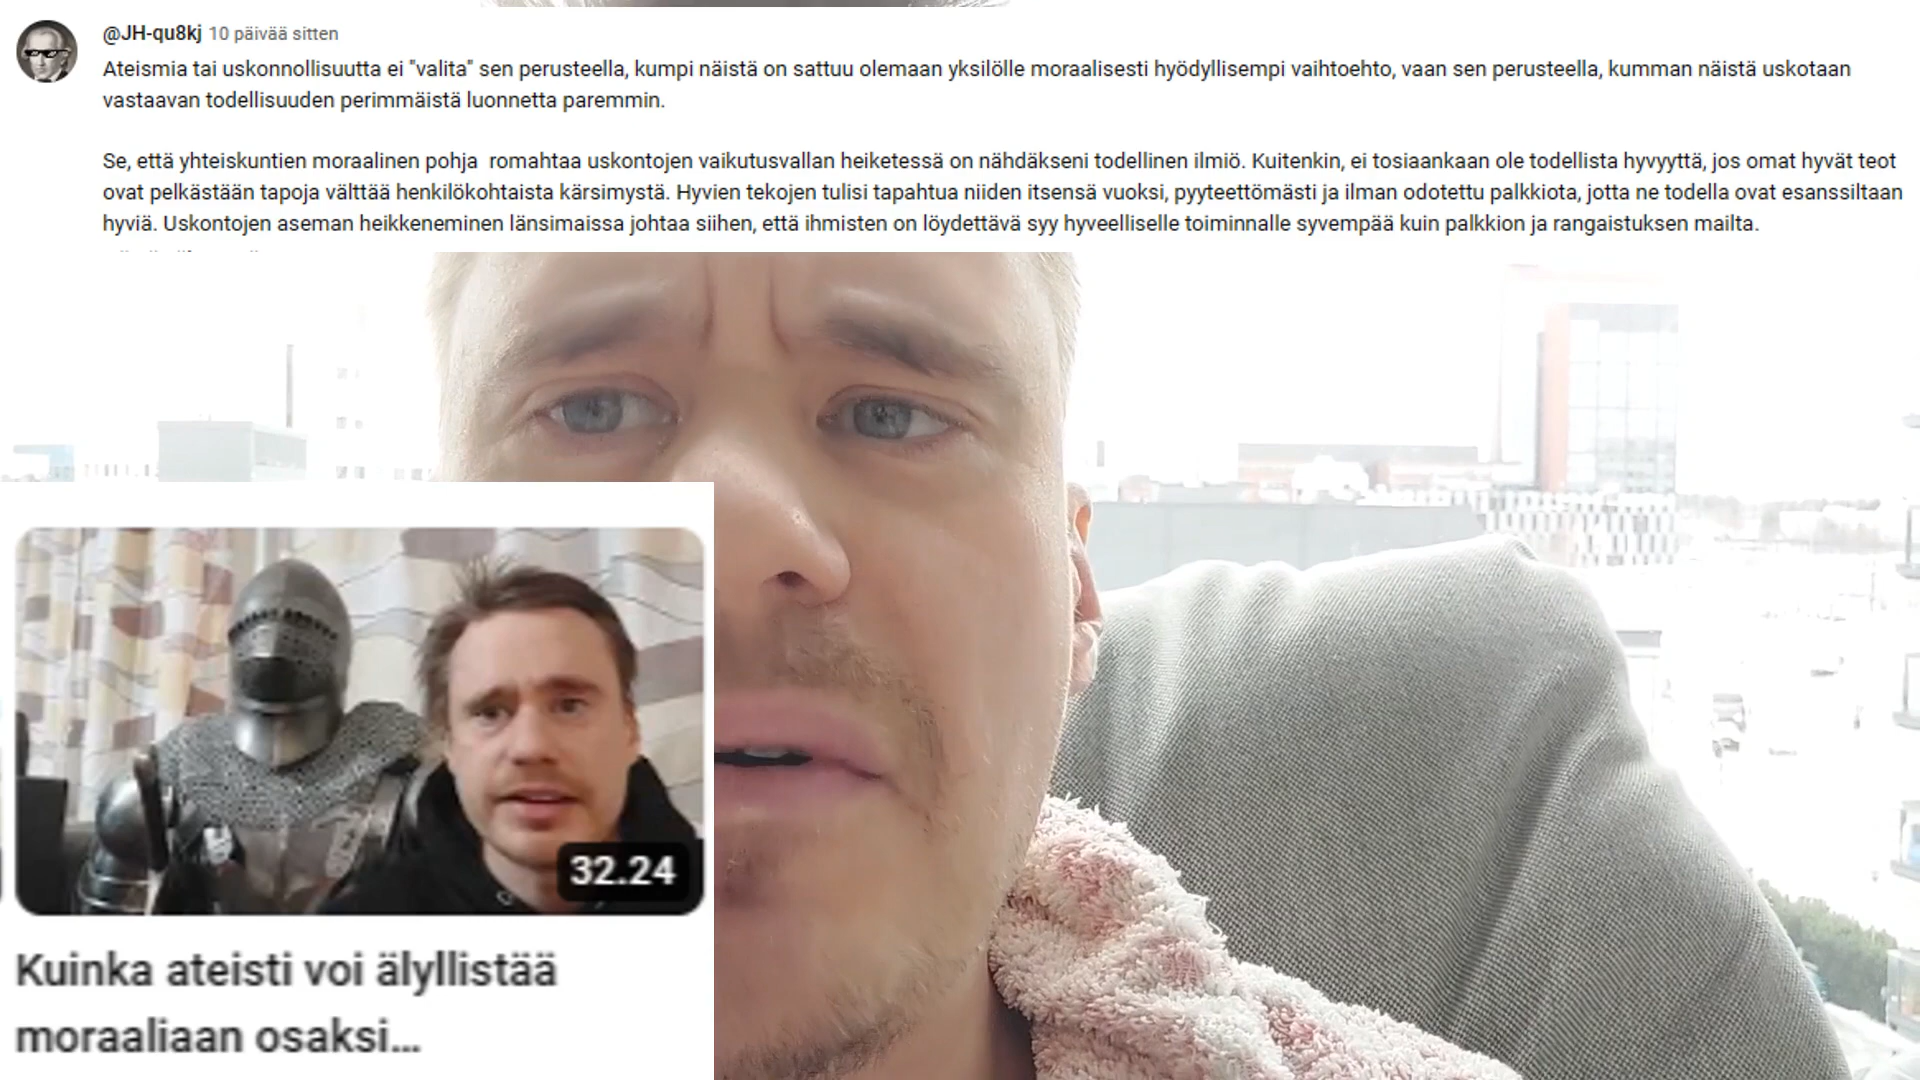 @JH-qu8kj 10 päivää sitten
Ateismia tai uskonnollisuutta ei "valita" sen perusteella, kumpi näistä on sattuu olemaan yksilölle moraalisesti hyödyllisempi vaihtoehto, vaan sen perusteella, kumman näistä uskotaan
vastaavan todellisuuden perimmäistä luonnetta paremmin.
Se, että yhteiskuntien moraalinen pohja  romahtaa uskontojen vaikutusvallan heiketessä on nähdäkseni todellinen ilmiö. Kuitenkin, ei tosiaankaan ole todellista hyvyyttä, jos omat hyvät teot
ovat pelkästään tapoja välttää henkilökohtaista kärsimystä. Hyvien tekojen tulisi tapahtua niiden itsensä vuoksi, pyyteettömästi ja ilman odotettu palkkiota, jotta ne todella ovat esanssiltaan
hyviä. Uskontojen aseman heikkeneminen länsimaissa johtaa siihen, että ihmisten on löydettävä syy hyveelliselle toiminnalle syvempää kuin palkkion ja rangaistuksen mailta.
32.24
Kuinka ateisti voi älyllistää
moraaliaan osaksi...